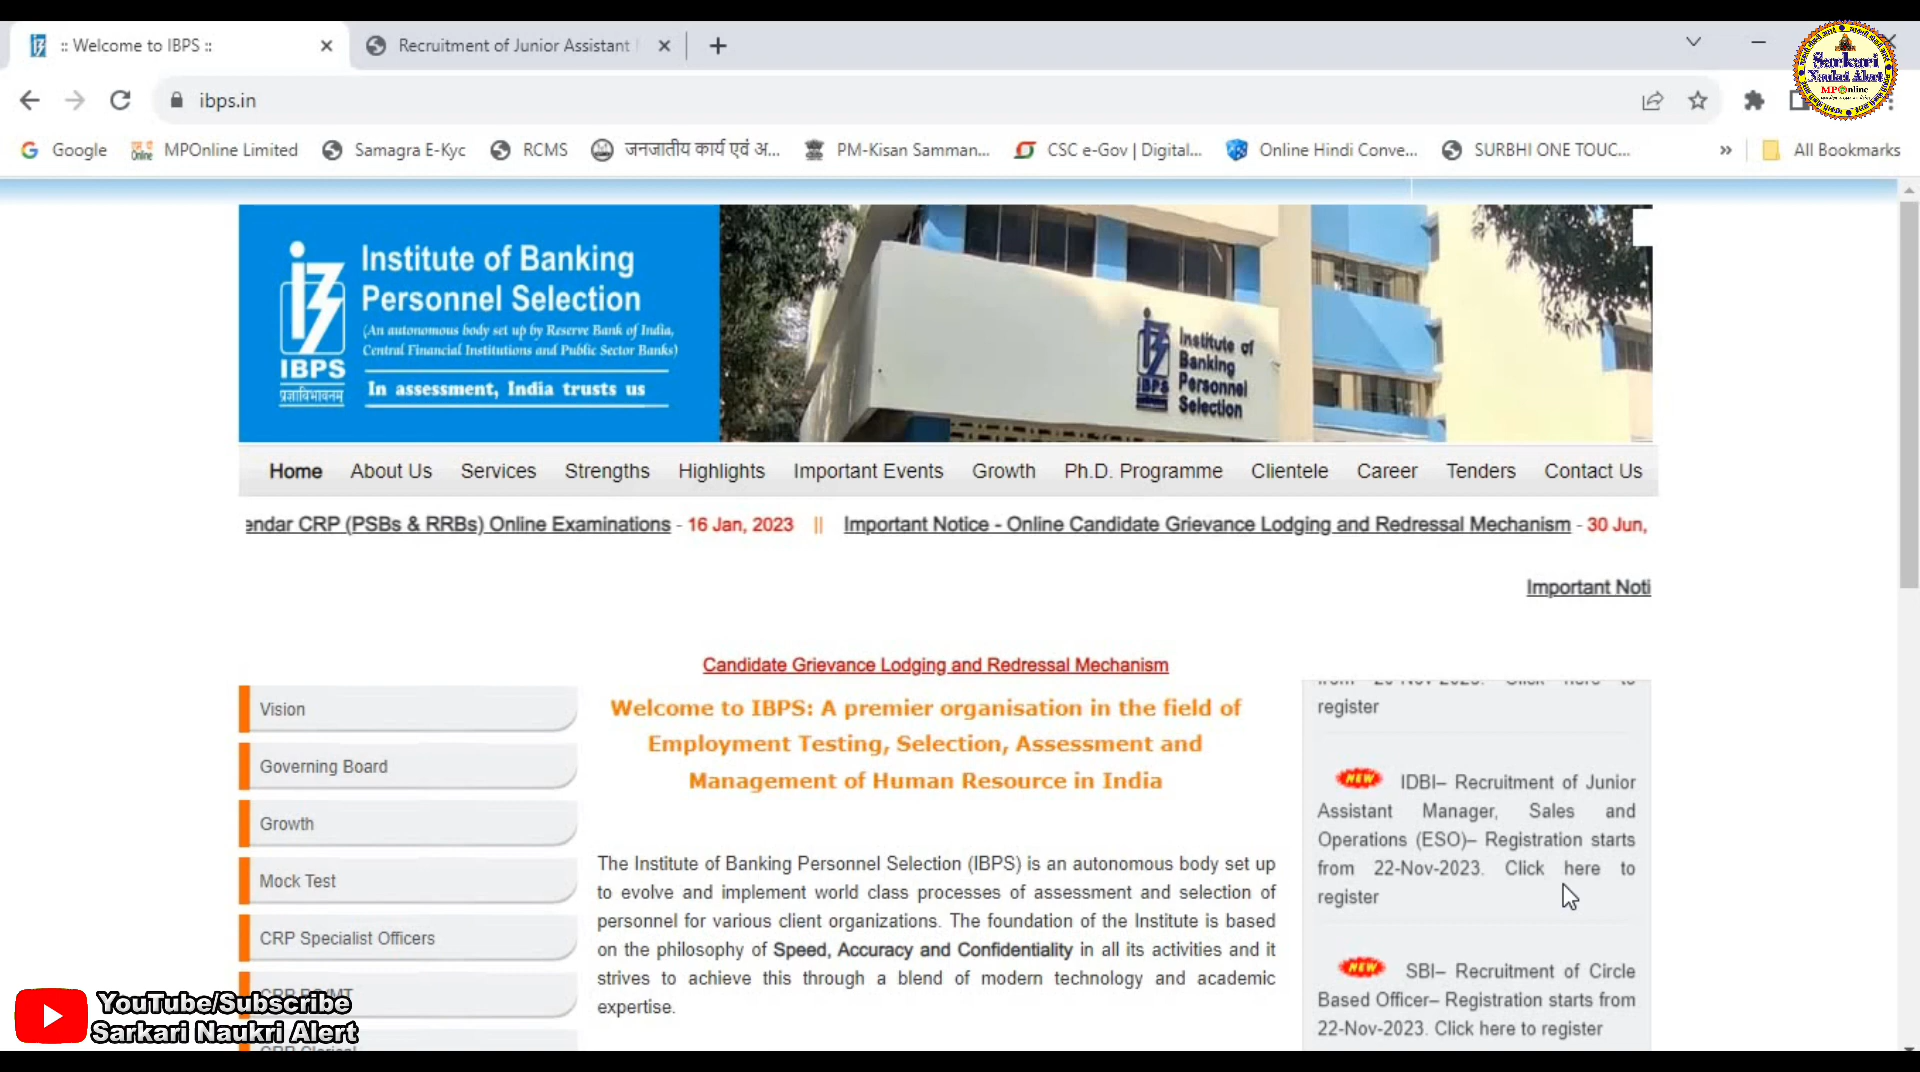 :: Welcome to IBPS ::
Recruitment of Junior Assistant
ibps.in
Google
MPOnline Limited
Samagra E-Kyc
RCMS
जनजातीय कार्य एवं अ...
PM-Kisan Samman...
CSC e-Gov | Digital...
Online Hindi Conve...
SURBHI ONE TOUC...
»
All Bookmarks
Sarkari
Naukri Alert
MPOnline
Institute of Banking
Personnel Selection
(An autonomous body set up by Reserve Bank of India,
Central Financial Institutions and Public Sector Banks)
In assessment, India trusts us
IBPS
प्रज्ञाविभावनम्
Institute of
Banking
Personnel
Selection
IBPS
Home
About Us
Services
Strengths
Highlights
Important Events
Growth
Ph.D. Programme
Clientele
Career
Tenders
Contact Us
endar CRP (PSBs & RRBs) Online Examinations - 16 Jan, 2023 || Important Notice - Online Candidate Grievance Lodging and Redressal Mechanism - 30 Jun,
Important Noti
Candidate Grievance Lodging and Redressal Mechanism
Vision
Governing Board
Growth
Mock Test
CRP Specialist Officers
CRP Clerical
Welcome to IBPS: A premier organisation in the field of
Employment Testing, Selection, Assessment and
Management of Human Resource in India
The Institute of Banking Personnel Selection (IBPS) is an autonomous body set up
to evolve and implement world class processes of assessment and selection of
personnel for various client organizations. The foundation of the Institute is based
on the philosophy of Speed, Accuracy and Confidentiality in all its activities and it
strives to achieve this through a blend of modern technology and academic
expertise.
register
NEW IDBI– Recruitment of Junior
Assistant Manager, Sales and
Operations (ESO)– Registration starts
from 22-Nov-2023. Click here to
register
NEW SBI– Recruitment of Circle
Based Officer– Registration starts from
22-Nov-2023. Click here to register
YouTube/Subscribe
Sarkari Naukri Alert